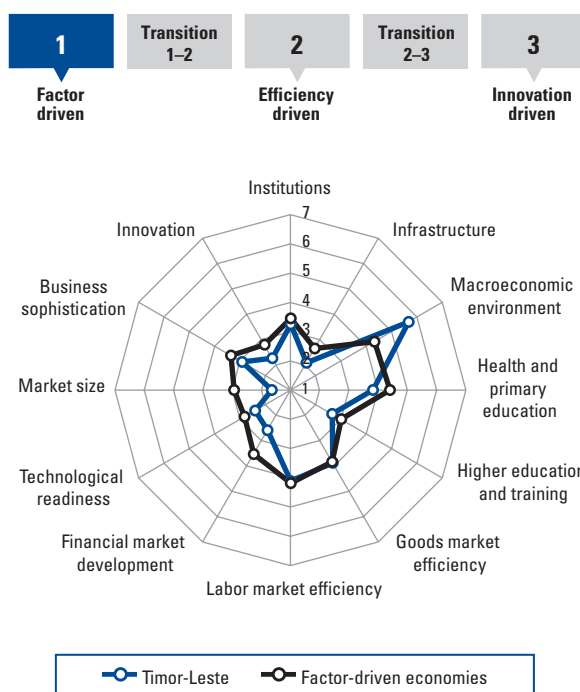 1
Transition
1–2
2
Transition
2–3
3
Factor
driven
Efficiency
driven
Innovation
driven
Institutions
7
Innovation
Infrastructure
6
5
Business
sophistication
Macroeconomic
environment
4
3
2
Market size
1
Health and
primary
education
Technological
readiness
Higher education
and training
Financial market
development
Goods market
efficiency
Labor market efficiency
Timor-Leste
Factor-driven economies